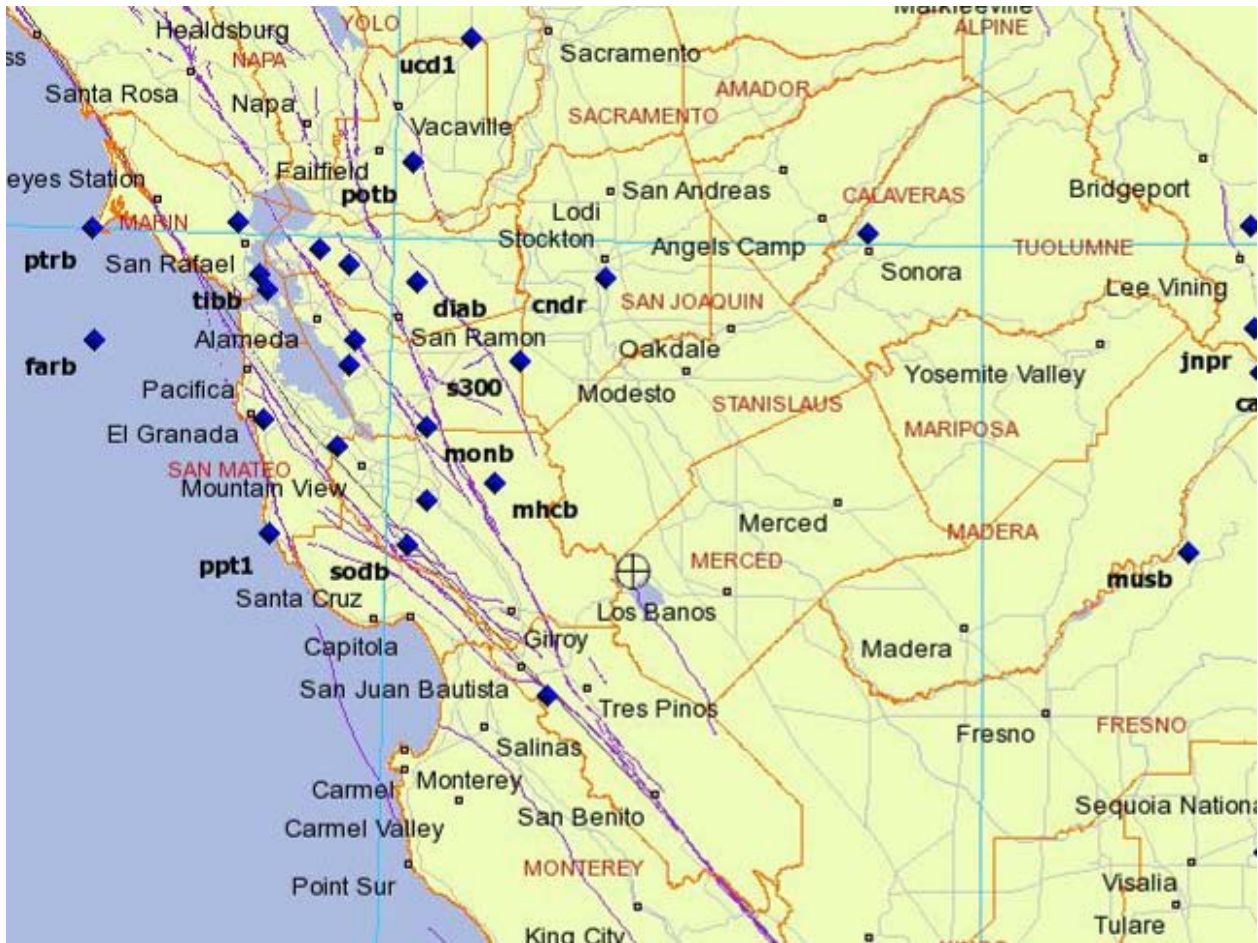 Markleeville
Healdsburg
YOLO
ALPINE
ucd1
Sacramento
ss
NAPA
Santa Rosa
Napa
AMADOR
Vacaville
SACRAMENTO
eyes Station
Fairfield
potb
San Andreas
CALAVERAS
Bridgeport
MARIN
Lodi
Stockton
Angels Camp
TUOLUMNE
ptrb
San Rafael
Sonora
tibb
diab
cndr
SAN JOAQUIN
Lee Vining
Alameda
San Ramon
Oakdale
farb
Yosemite Valley
jnpr
Pacifica
s300
Modesto
STANISLAUS
ca
El Granada
MARIPOSA
SAN MATEO
monb
Mountain View
mhcb
Merced
MADERA
ppt1
sodb
MERCED
musb
Santa Cruz
Los Banos
Capitola
Gilroy
Madera
San Juan Bautista
Tres Pinos
Salinas
Fresno
FRESNO
Carmel
Monterey
San Benito
Sequoia Nationa
Carmel Valley
MONTEREY
Point Sur
Visalia
Tulare
King City
KINGS